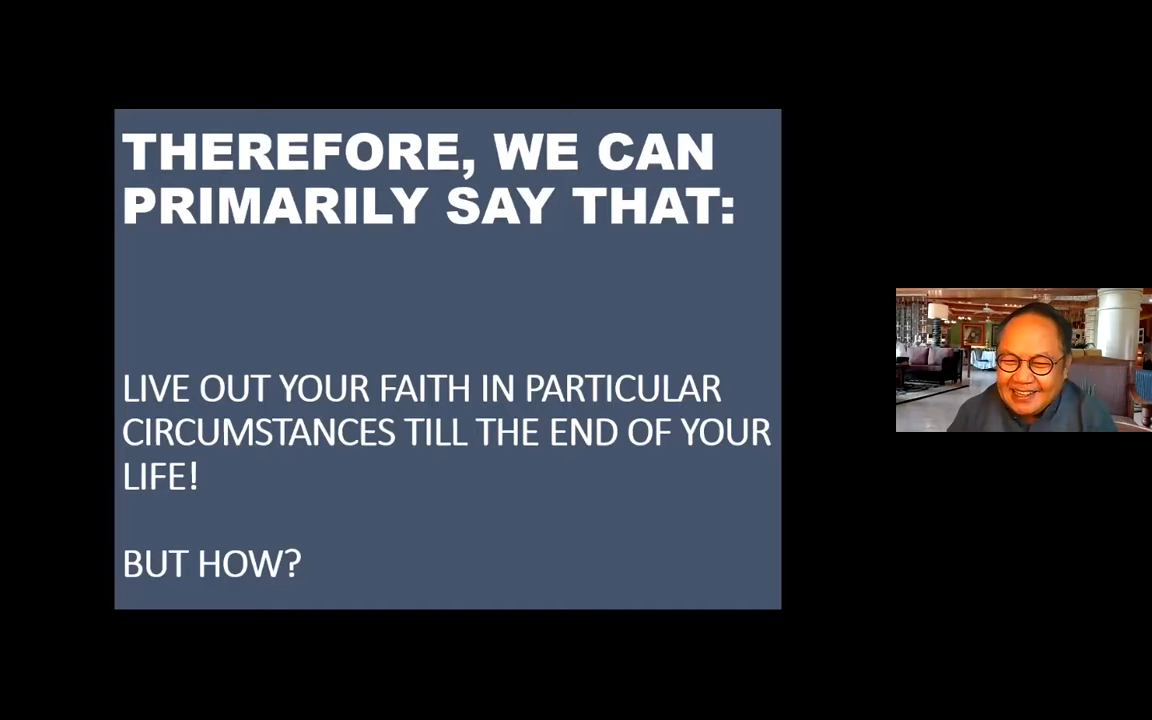 THEREFORE, WE CAN
PRIMARILY SAY THAT:
LIVE OUT YOUR FAITH IN PARTICULAR
CIRCUMSTANCES TILL THE END OF YOUR
LIFE!
BUT HOW?